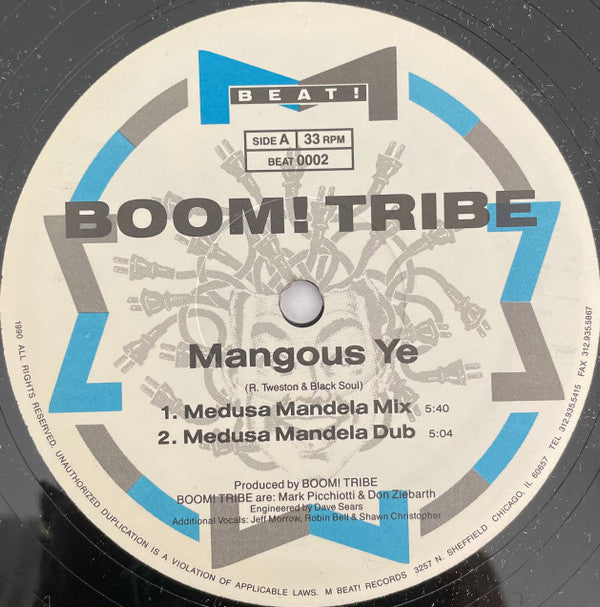 BEAT!
SIDE A 33 RPM
BEAT 0002
BOOM! TRIBE
Mangous Ye
(R. Tweston & Black Soul)
1. Medusa Mandela Mix 5:40
2. Medusa Mandela Dub 5:04
Produced by BOOM! TRIBE
BOOM! TRIBE are: Mark Picchiotti & Don Ziebarth
Engineered by Dave Sears
Additional Vocals: Jeff Morrow, Robin Bell & Shawn Christopher
1990 ALL RIGHTS RESERVED. UNAUTHORIZED DUPLICATION IS A VIOLATION OF APPLICABLE LAWS. M BEAT! RECORDS 3257 N. SHEFFIELD CHICAGO, IL 60657 TEL 312.935.5415 FAX 312.935.5867